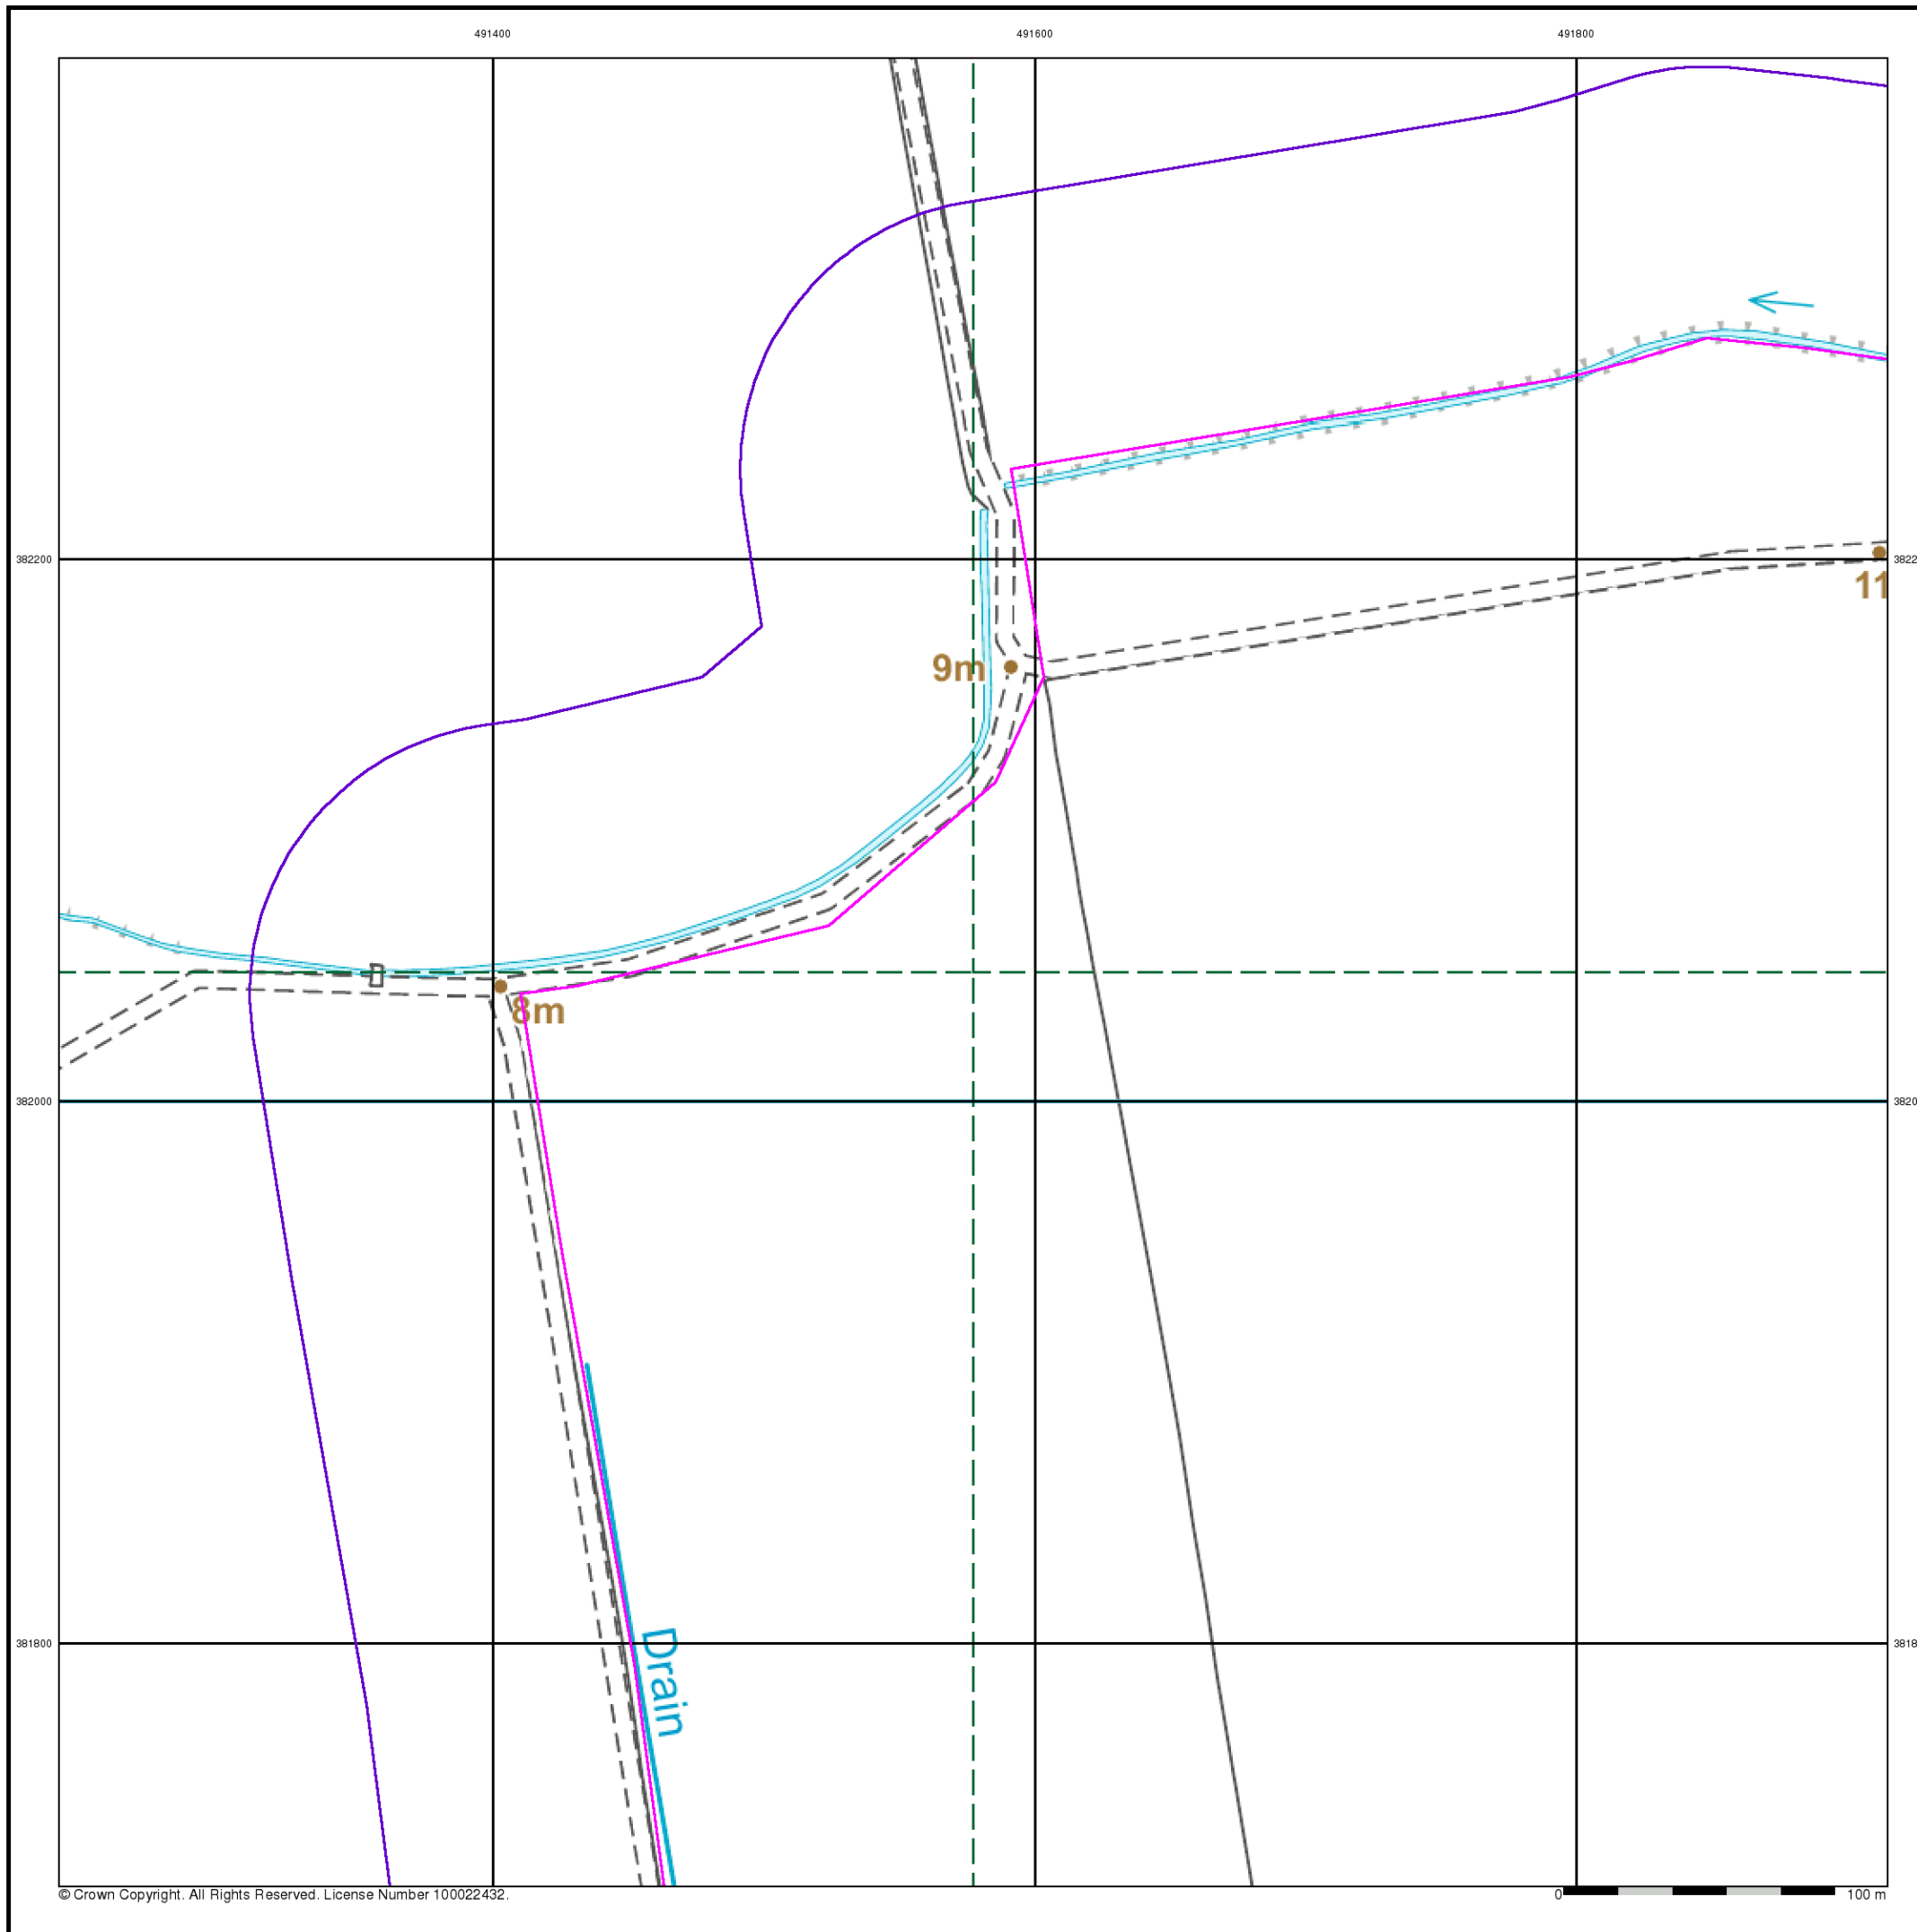 491400
491600
491800
382200
3822
11
9m
8m
382000
3820
381800
3818
Drain
© Crown Copyright. All Rights Reserved. License Number 100022432.
0
100 m